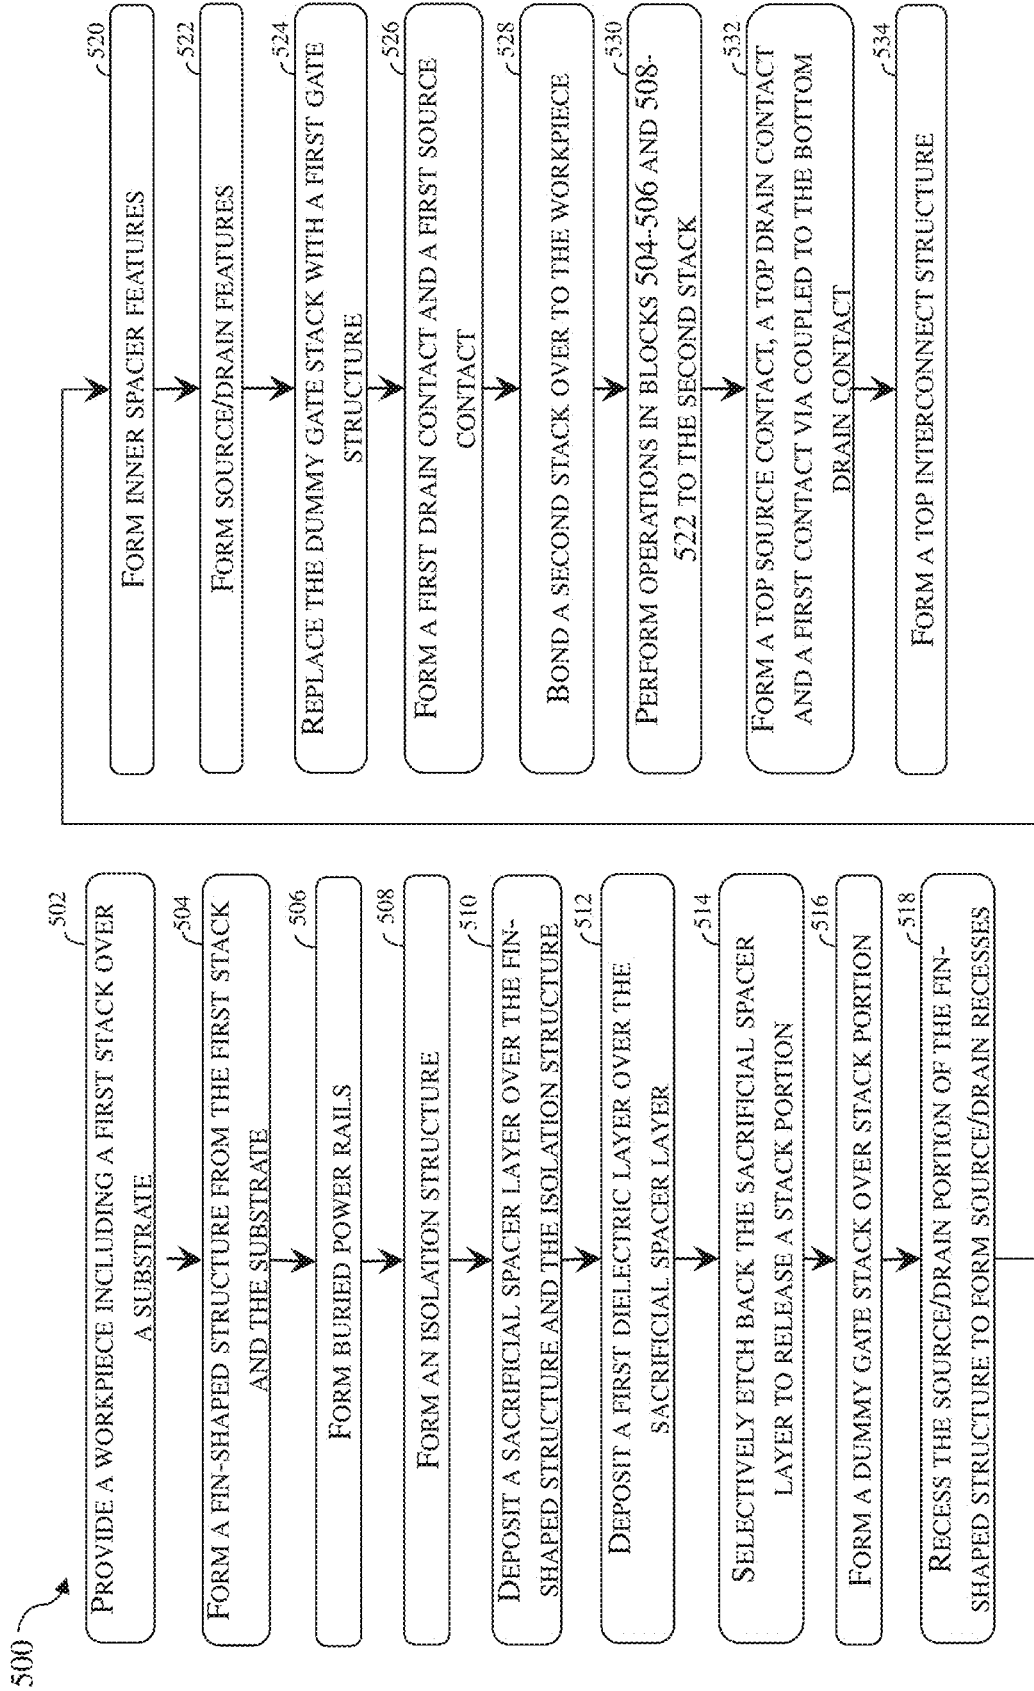 500
502
PROVIDE A WORKPIECE INCLUDING A FIRST STACK OVER
A SUBSTRATE
504
FORM A FIN-SHAPED STRUCTURE FROM THE FIRST STACK
AND THE SUBSTRATE
506
FORM BURIED POWER RAILS
508
FORM AN ISOLATION STRUCTURE
510
DEPOSIT A SACRIFICIAL SPACER LAYER OVER THE FIN-
SHAPED STRUCTURE AND THE ISOLATION STRUCTURE
512
DEPOSIT A FIRST DIELECTRIC LAYER OVER THE
SACRIFICIAL SPACER LAYER
514
SELECTIVELY ETCH BACK THE SACRIFICIAL SPACER
LAYER TO RELEASE A STACK PORTION
516
FORM A DUMMY GATE STACK OVER STACK PORTION
518
RECESS THE SOURCE/DRAIN PORTION OF THE FIN-
SHAPED STRUCTURE TO FORM SOURCE/DRAIN RECESSES
520
FORM INNER SPACER FEATURES
522
FORM SOURCE/DRAIN FEATURES
524
REPLACE THE DUMMY GATE STACK WITH A FIRST GATE
STRUCTURE
526
FORM A FIRST DRAIN CONTACT AND A FIRST SOURCE
CONTACT
528
BOND A SECOND STACK OVER TO THE WORKPIECE
530
PERFORM OPERATIONS IN BLOCKS 504-506 AND 508-
522 TO THE SECOND STACK
532
FORM A TOP SOURCE CONTACT, A TOP DRAIN CONTACT
AND A FIRST CONTACT VIA COUPLED TO THE BOTTOM
DRAIN CONTACT
534
FORM A TOP INTERCONNECT STRUCTURE